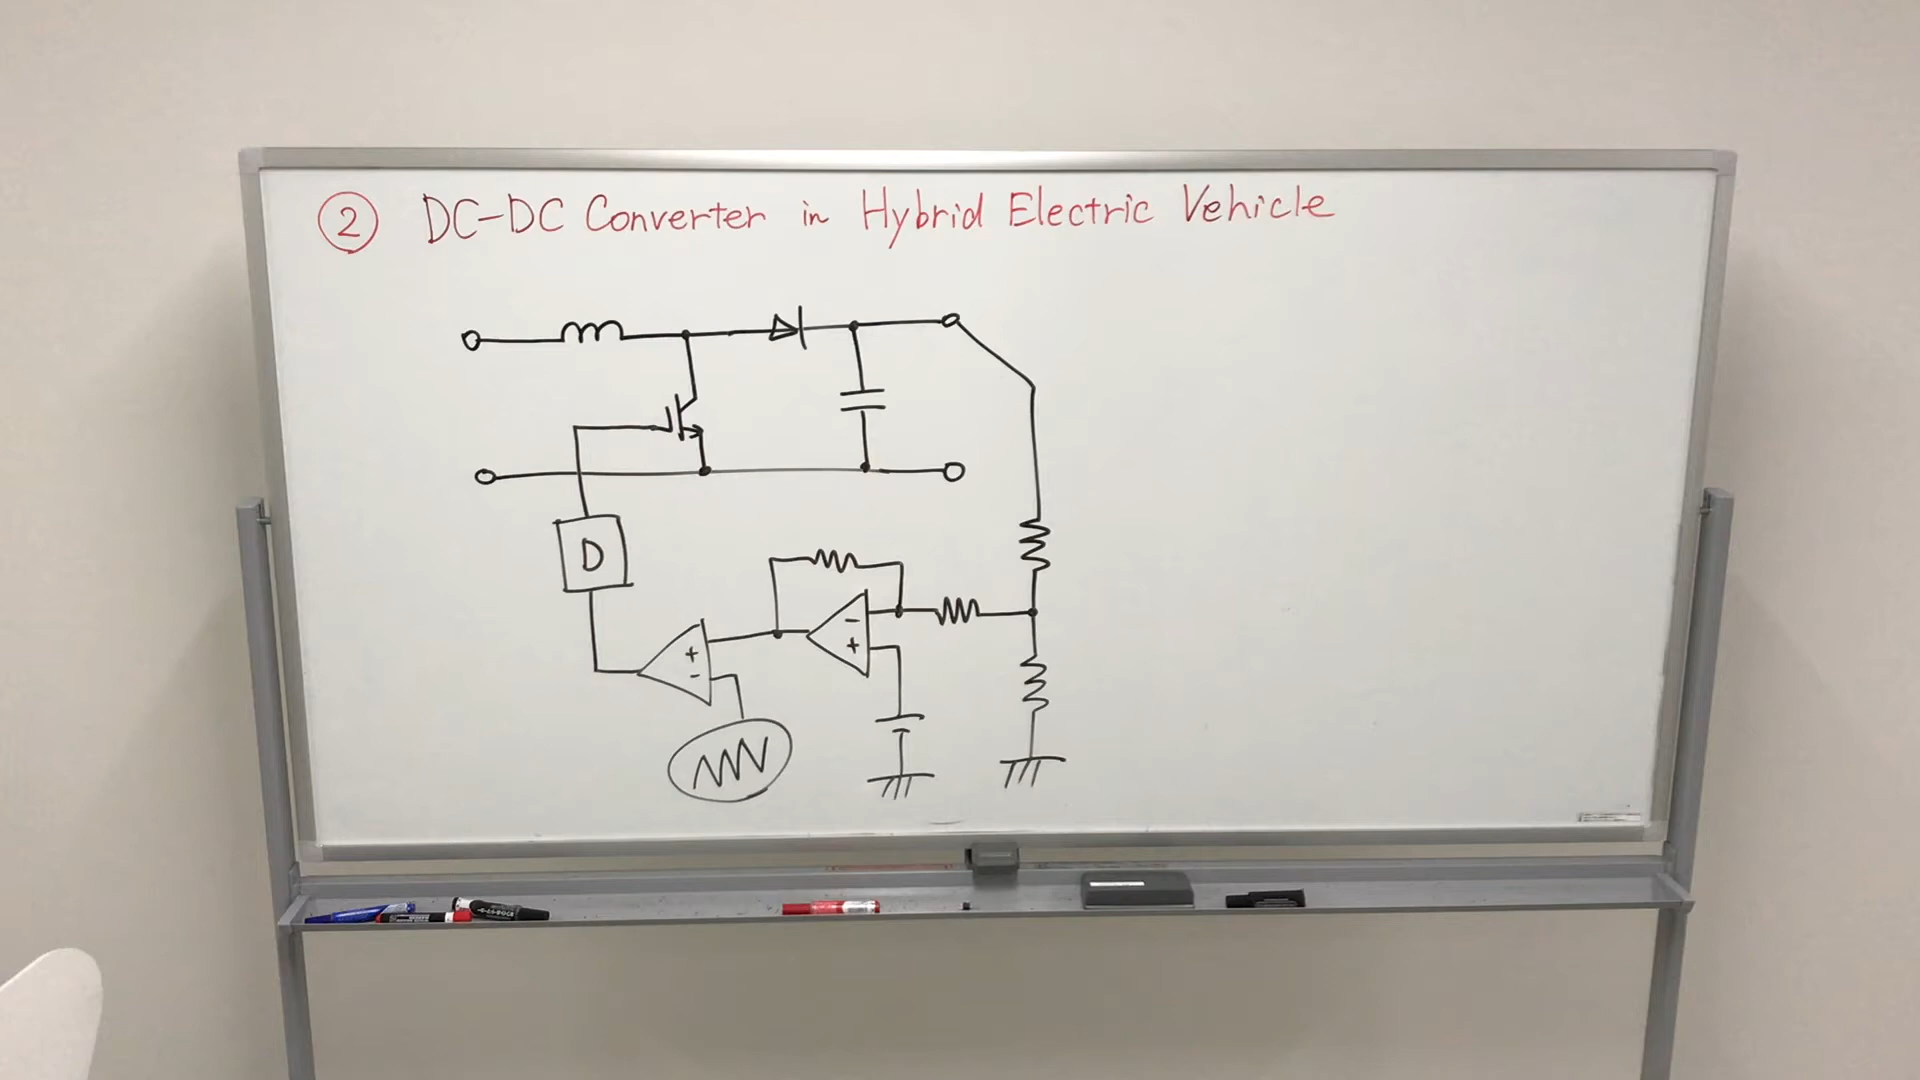 ② DC-DC Converter in Hybrid Electric Vehicle
D
-
+
+
-